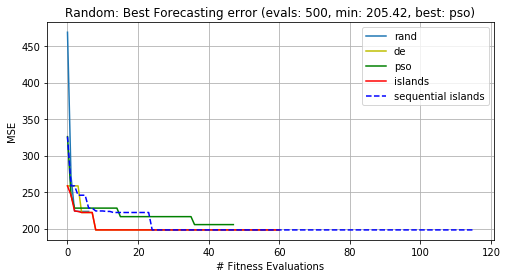 Random: Best Forecasting error (evals: 500, min: 205.42, best: pso)
450
400
350
300
250
200
MSE
rand
de
pso
islands
sequential islands
0
20
40
60
80
100
120
# Fitness Evaluations